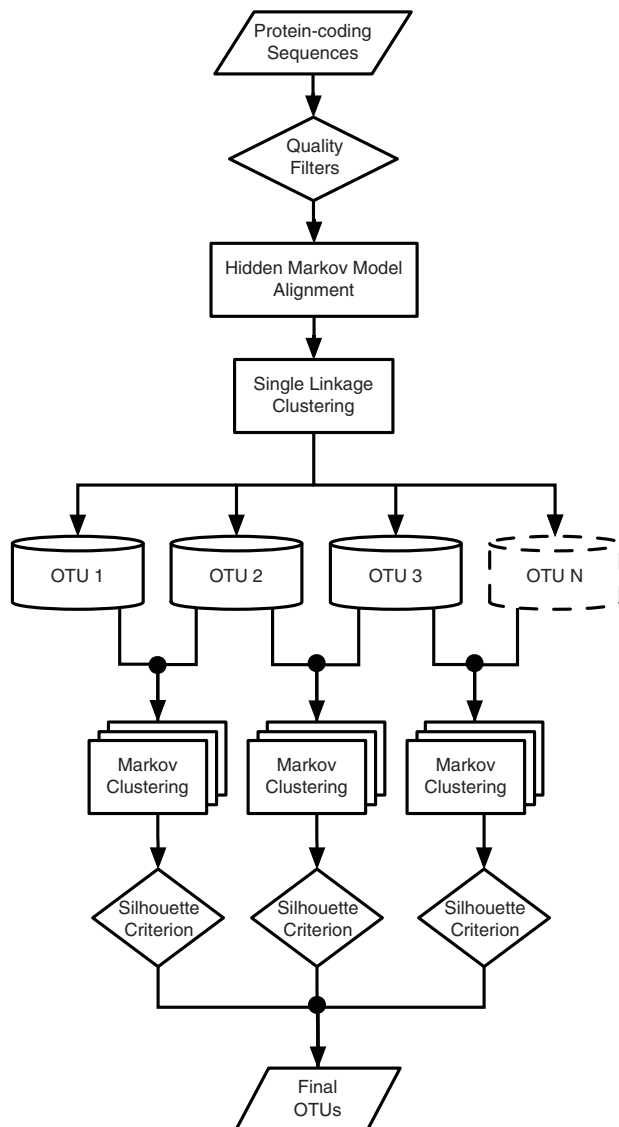 Protein-coding
Sequences
Quality
Filters
Hidden Markov Model
Alignment
Single Linkage
Clustering
OTU 1
OTU 2
OTU 3
OTU N
Markov
Clustering
Markov
Clustering
Markov
Clustering
Silhouette
Criterion
Silhouette
Criterion
Silhouette
Criterion
Final
OTUs